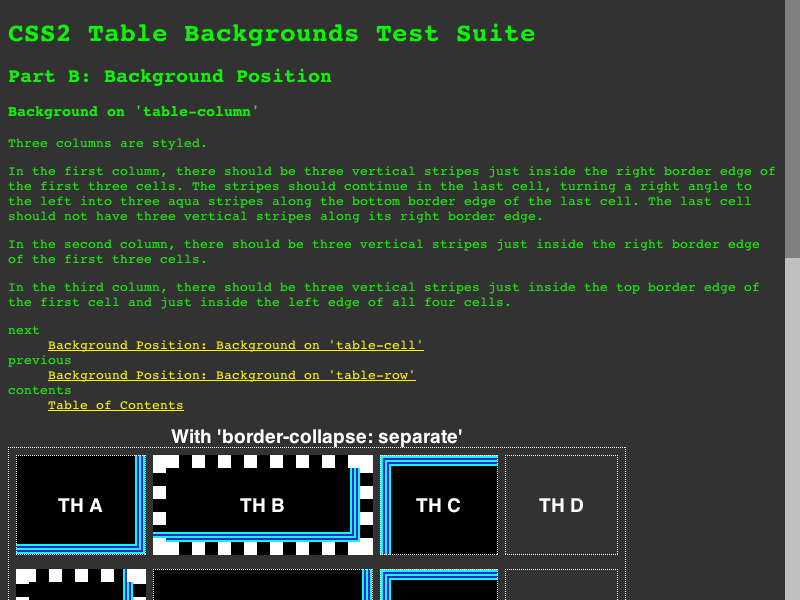 CSS2 Table Backgrounds Test Suite
Part B: Background Position
Background on 'table-column'
Three columns are styled.
In the first column, there should be three vertical stripes just inside the right border edge of
the first three cells. The stripes should continue in the last cell, turning a right angle to
the left into three aqua stripes along the bottom border edge of the last cell. The last cell
should not have three vertical stripes along its right border edge.
In the second column, there should be three vertical stripes just inside the right border edge
of the first three cells.
In the third column, there should be three vertical stripes just inside the top border edge of
the first cell and just inside the left edge of all four cells.
next
Background Position: Background on 'table-cell'
previous
Background Position: Background on 'table-row'
contents
Table of Contents
With 'border-collapse: separate'
TH A TH B TH C TH D